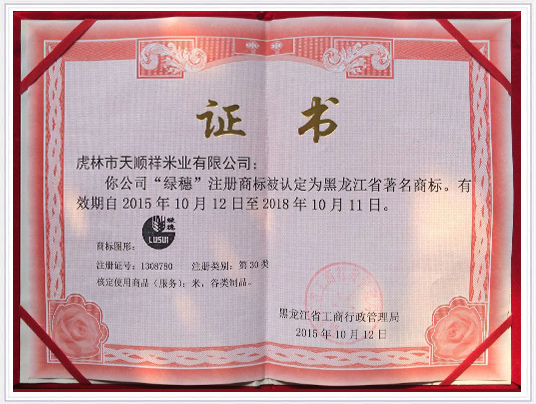 证 书
虎林市天顺祥米业有限公司：
你公司“绿穗”注册商标被认定为黑龙江省著名商标。有
效期自2015年10月12日至2018年10月11日。
绿穗
LUSUI
商标图形：
注册证号：1308780 注册类别：第30类
核定使用商品（服务）：米、谷类制品。
黑龙江省工商行政管理局
2015年10月12日